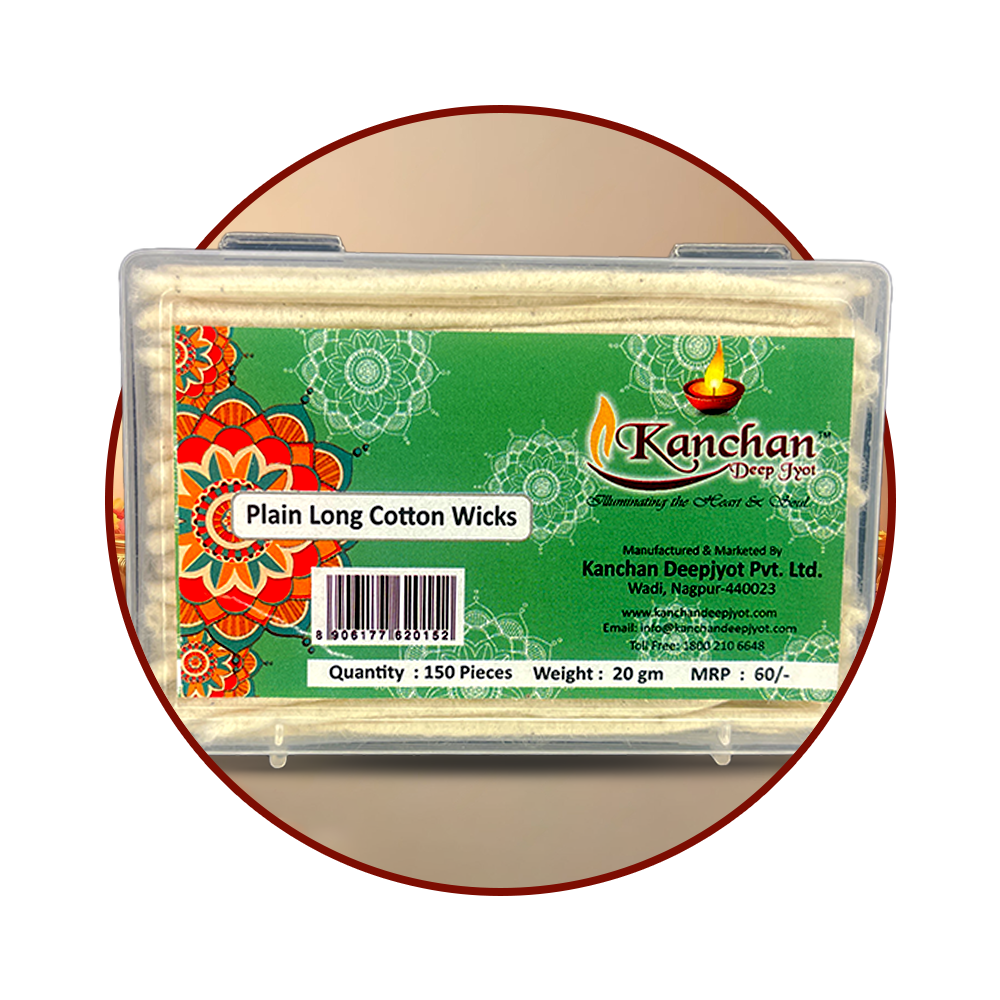 Kanchan™
Deep Jyot
Illuminating the Heart & Soul
Plain Long Cotton Wicks
Manufactured & Marketed By
Kanchan Deepjyot Pvt. Ltd.
Wadi, Nagpur-440023
www.kanchandeepjyot.com
Email: info@kanchandeepjyot.com
Toll Free: 1800 210 6648
8 906177 620152
Quantity : 150 Pieces Weight : 20 gm MRP : 60/-